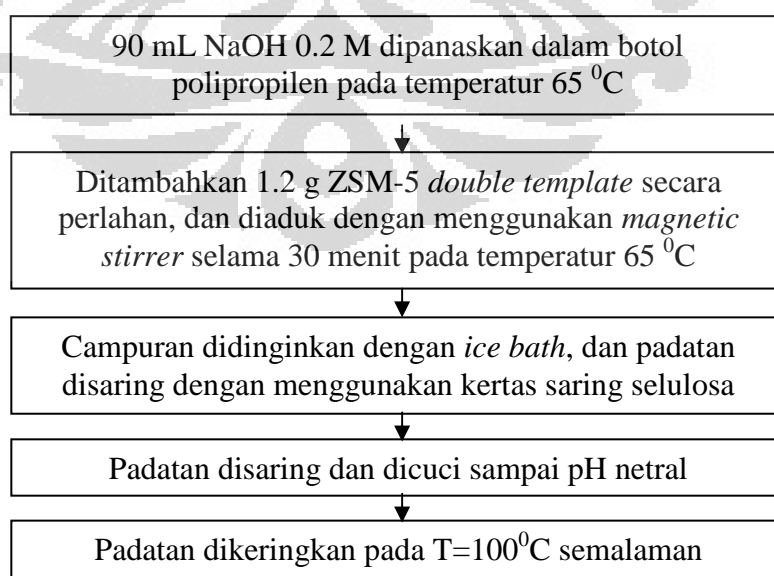 90 mL NaOH 0.2 M dipanaskan dalam botol
polipropilen pada temperatur 65 ⁰C
Ditambahkan 1.2 g ZSM-5 double template secara
perlahan, dan diaduk dengan menggunakan magnetic
stirrer selama 30 menit pada temperatur 65 ⁰C
Campuran didinginkan dengan ice bath, dan padatan
disaring dengan menggunakan kertas saring selulosa
Padatan disaring dan dicuci sampai pH netral
Padatan dikeringkan pada T=100⁰C semalaman